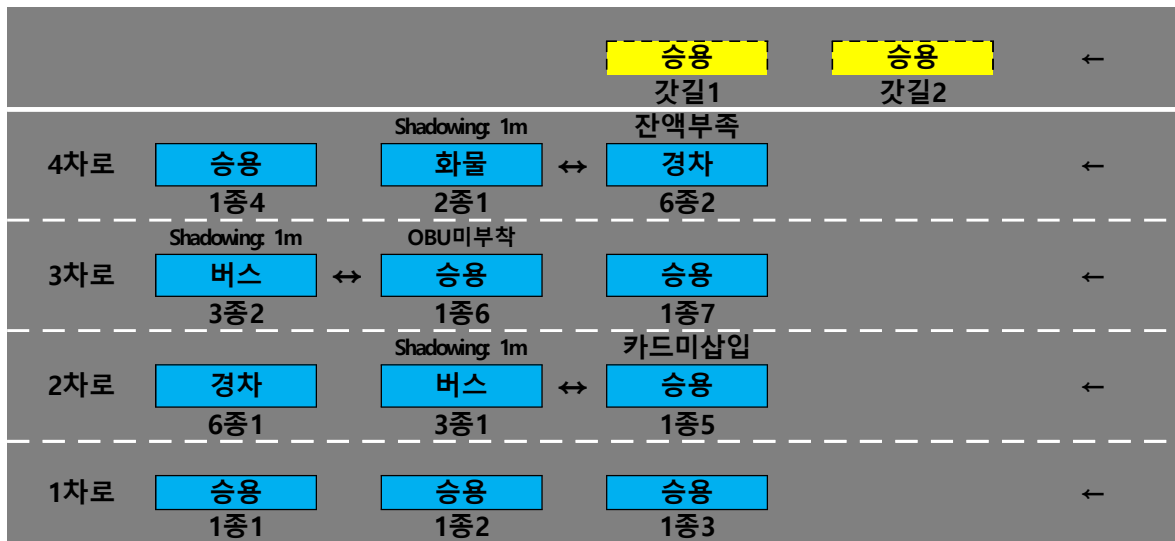 승용 승용 ←
갓길1 갓길2
Shadowing: 1m 잔액부족
4차로 승용 화물 ↔ 경차 ←
1종4 2종1 6종2
Shadowing: 1m OBU미부착
3차로 버스 ↔ 승용 승용 ←
3종2 1종6 1종7
Shadowing: 1m 카드미삽입
2차로 경차 버스 ↔ 승용 ←
6종1 3종1 1종5
1차로 승용 승용 승용 ←
1종1 1종2 1종3